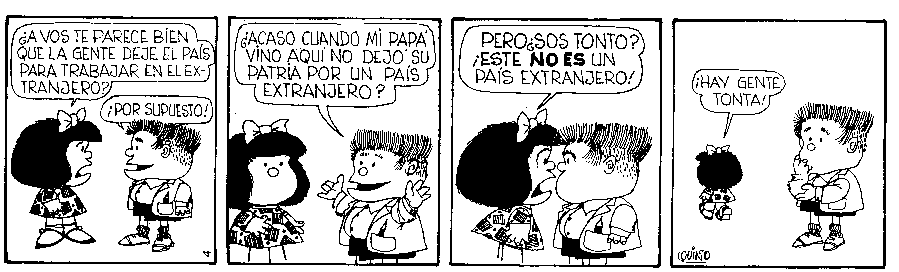 ¿A VOS TE PARECE BIEN
QUE LA GENTE DEJE EL PAÍS
PARA TRABAJAR EN EL EX-
TRANJERO?
¡POR SUPUESTO!
4
¿ACASO CUANDO MI PAPÁ
VINO AQUÍ NO DEJÓ SU
PATRIA POR UN PAÍS
EXTRANJERO?
PERO ¿SOS TONTO?
¡ESTE NO ES UN
PAÍS EXTRANJERO!
¡HAY GENTE
TONTA!
QUINO